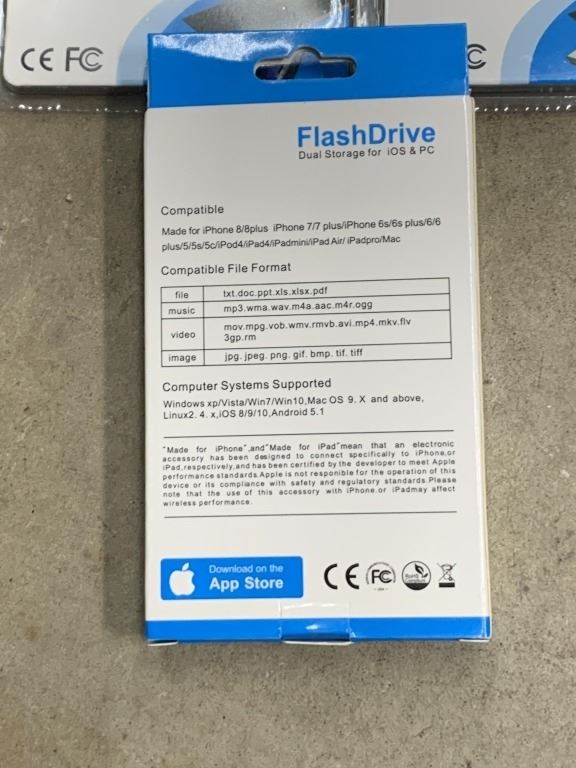 CE FC
C
FlashDrive
Dual Storage for iOS & PC
Compatible
Made for iPhone 8/8plus iPhone 7/7 plus/iPhone 6s/6s plus/6/6
plus/5/5s/5c/iPod4/iPad4/iPadmini/iPad Air/ iPadpro/Mac
Compatible File Format
file txt.doc.ppt.xls.xlsx.pdf
music mp3.wma.wav.m4a.aac.m4r.ogg
video mov.mpg.vob.wmv.rmvb.avi.mp4.mkv.flv
3gp.rm
image jpg.jpeg.png.gif.bmp.tif.tiff
Computer Systems Supported
Windows xp/Vista/Win7/Win10,Mac OS 9.X and above,
Linux2.4.x,iOS 8/9/10,Android 5.1
"Made for iPhone",and"Made for iPad"mean that an electronic
accessory has been designed to connect specifically to iPhone,or
iPad,respectively,and has been certified by the developer to meet Apple
performance standards.Apple is not responible for the operation of this
device or its compliance with safety and regulatory standards.Please
note that the use of this accessory with iPhone.or iPadmay affect
wireless performance.
Download on the
App Store
CE FC RoHS